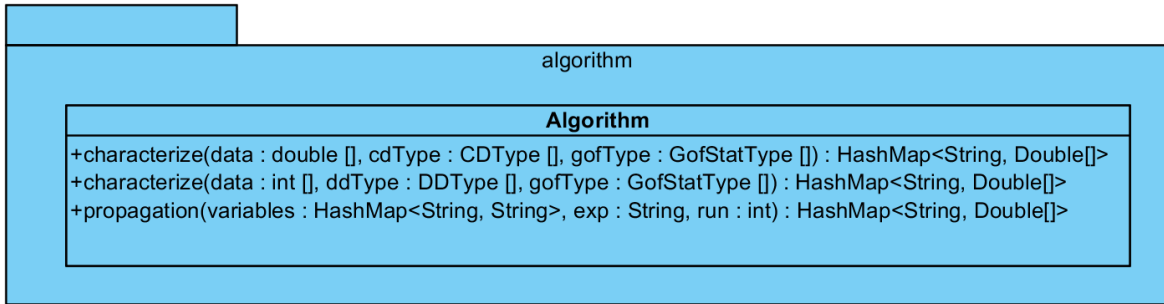 algorithm
Algorithm
+characterize(data : double [], cdType : CDType [], gofType : GofStatType []) : HashMap<String, Double[]>
+characterize(data : int [], ddType : DDType [], gofType : GofStatType []) : HashMap<String, Double[]>
+propagation(variables : HashMap<String, String>, exp : String, run : int) : HashMap<String, Double[]>